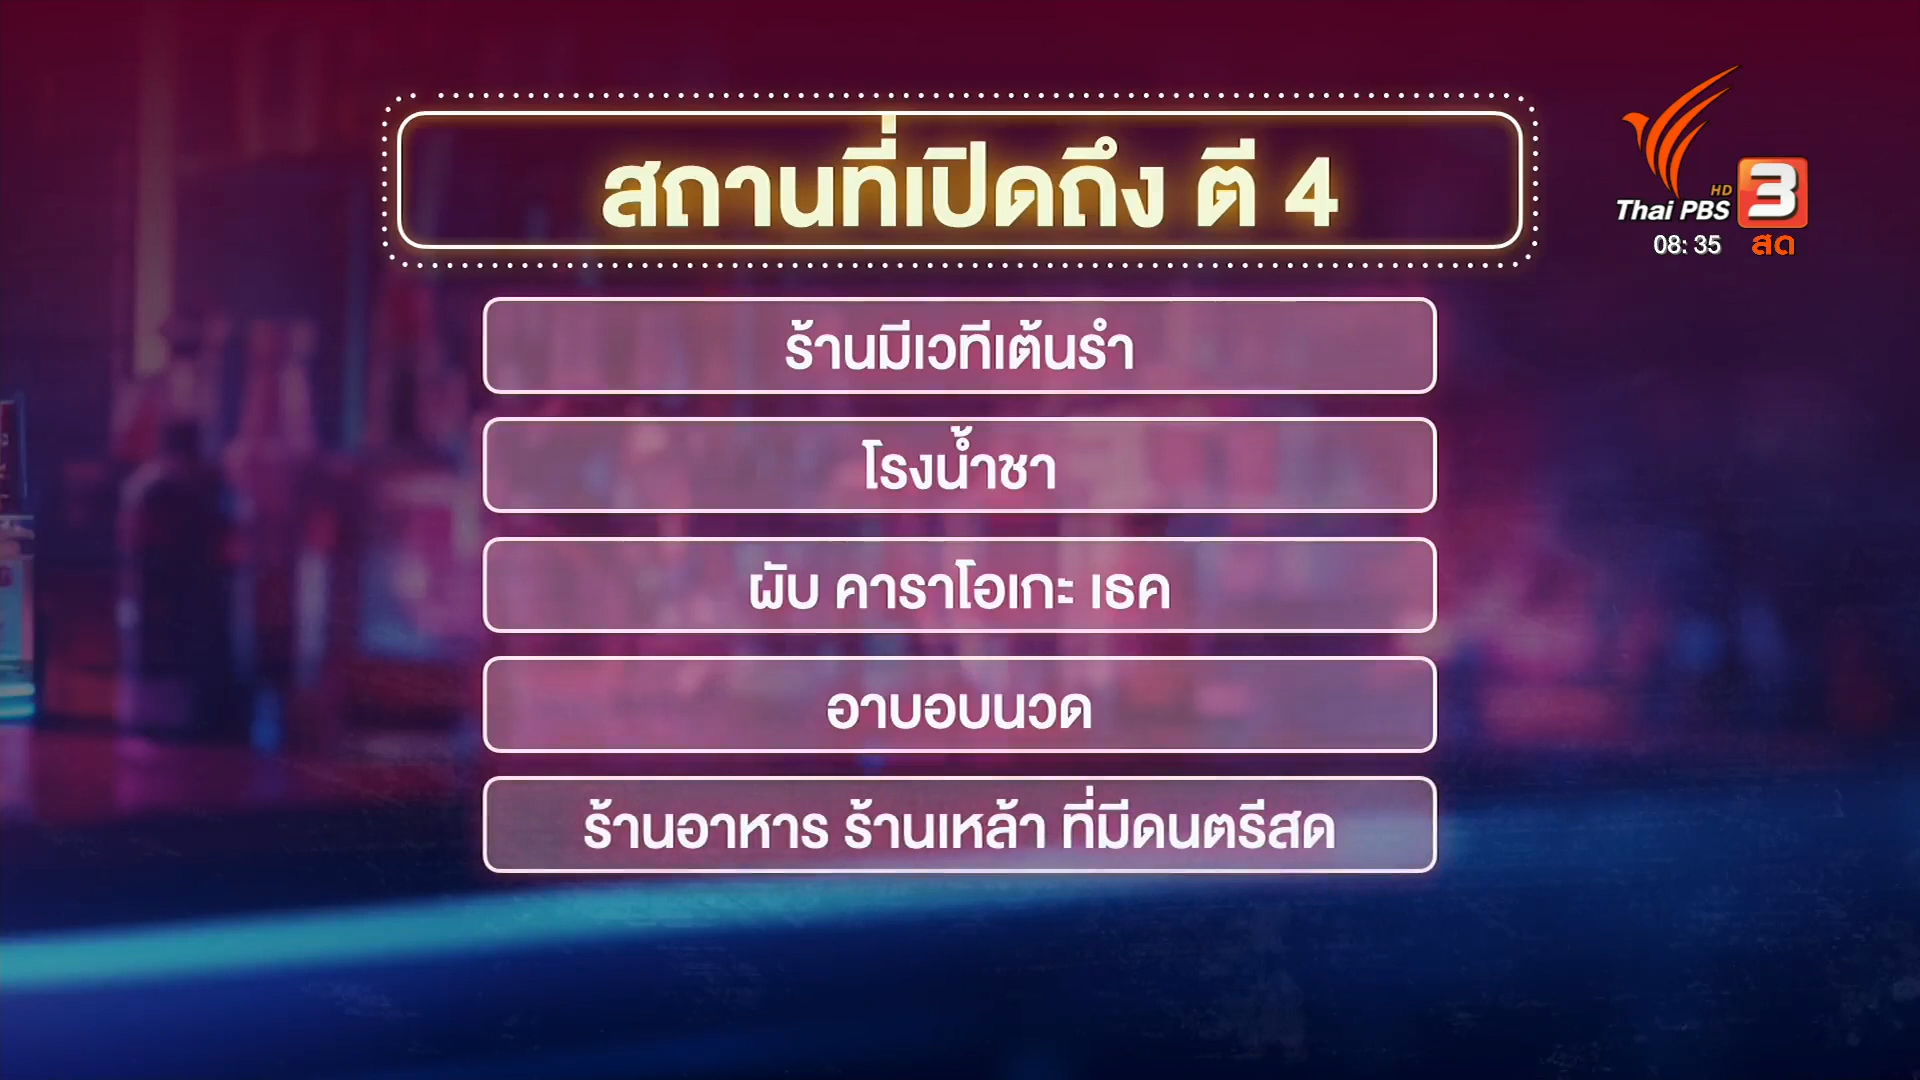 สถานที่เปิดถึง ตี 4
HD
Thai PBS 3
08: 35 สด
ร้านมีเวทีเต้นรำ
โรงน้ำชา
ผับ คาราโอเกะ เธค
อาบอบนวด
ร้านอาหาร ร้านเหล้า ที่มีดนตรีสด